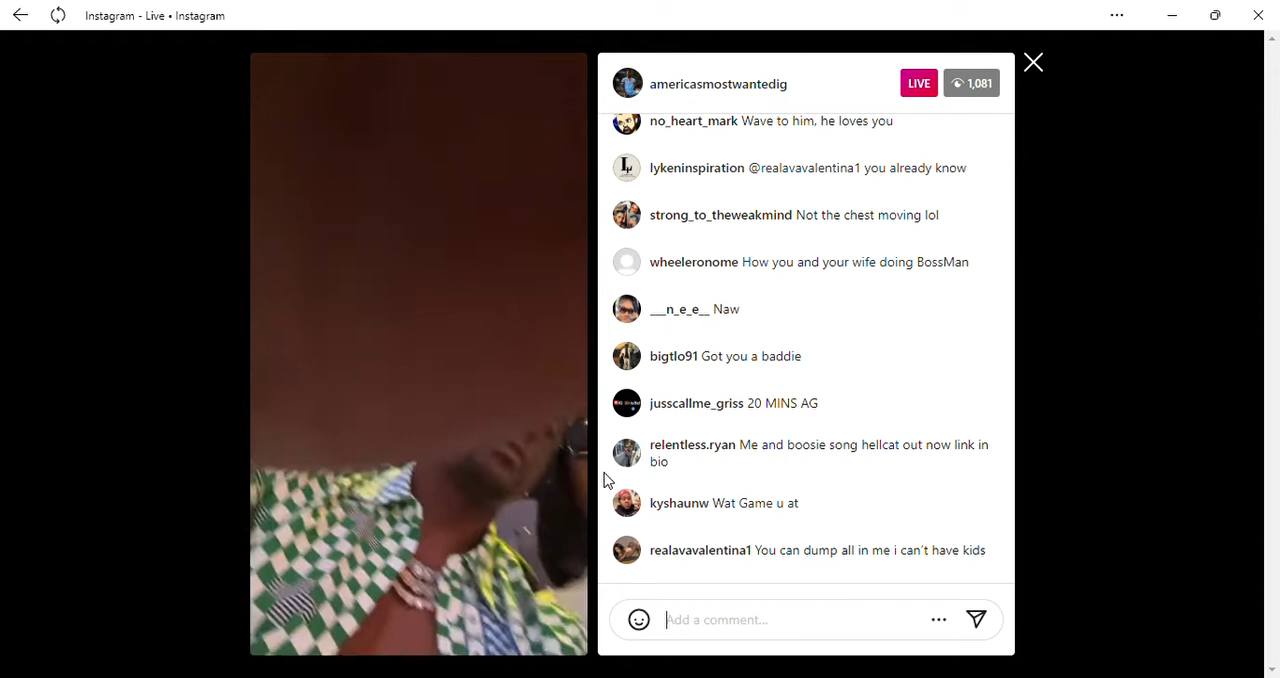 Instagram - Live • Instagram
americasmostwantedig LIVE 1,081
no_heart_mark Wave to him, he loves you
lykeninspiration @realavavalentina1 you already know
strong_to_theweakmind Not the chest moving lol
wheeleronome How you and your wife doing BossMan
___n_e_e__ Naw
bigtlo91 Got you a baddie
jusscallme_griss 20 MINS AG
relentless.ryan Me and boosie song hellcat out now link in
bio
kyshaunw Wat Game u at
realavavalentina1 You can dump all in me i can't have kids
Add a comment...